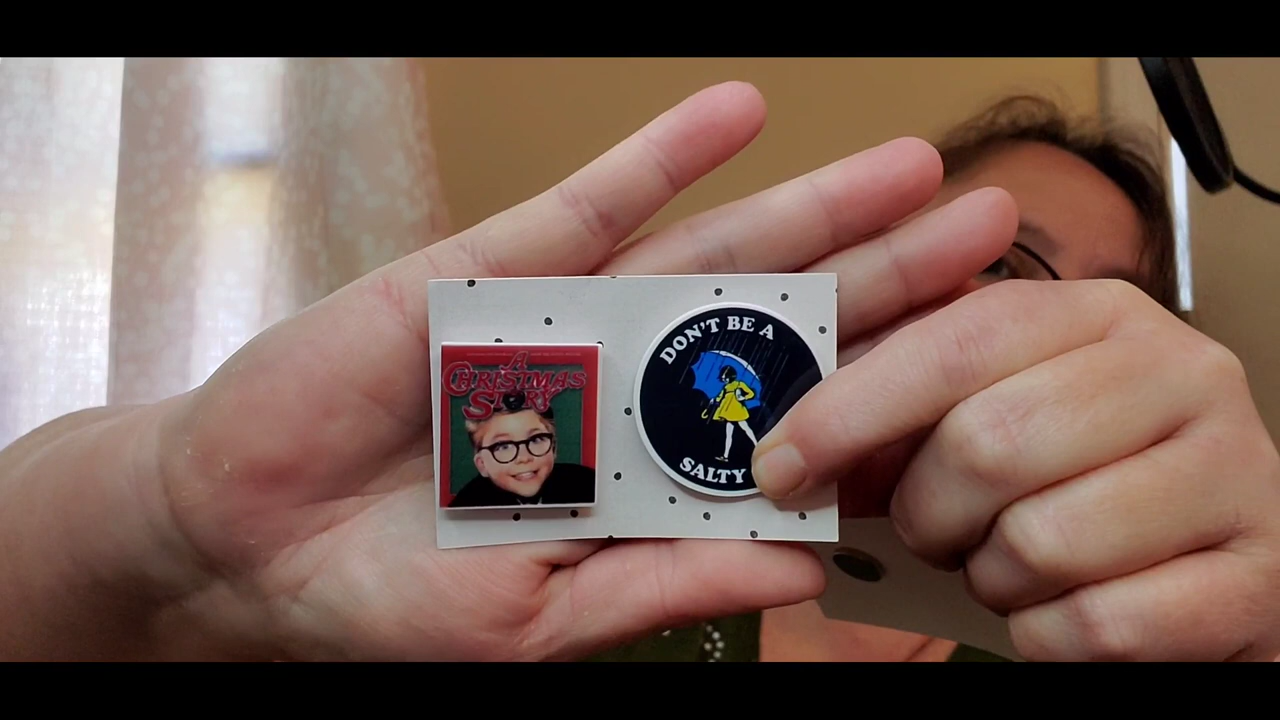 A
CHRISTMAS
STORY
DON'T BE A
SALTY